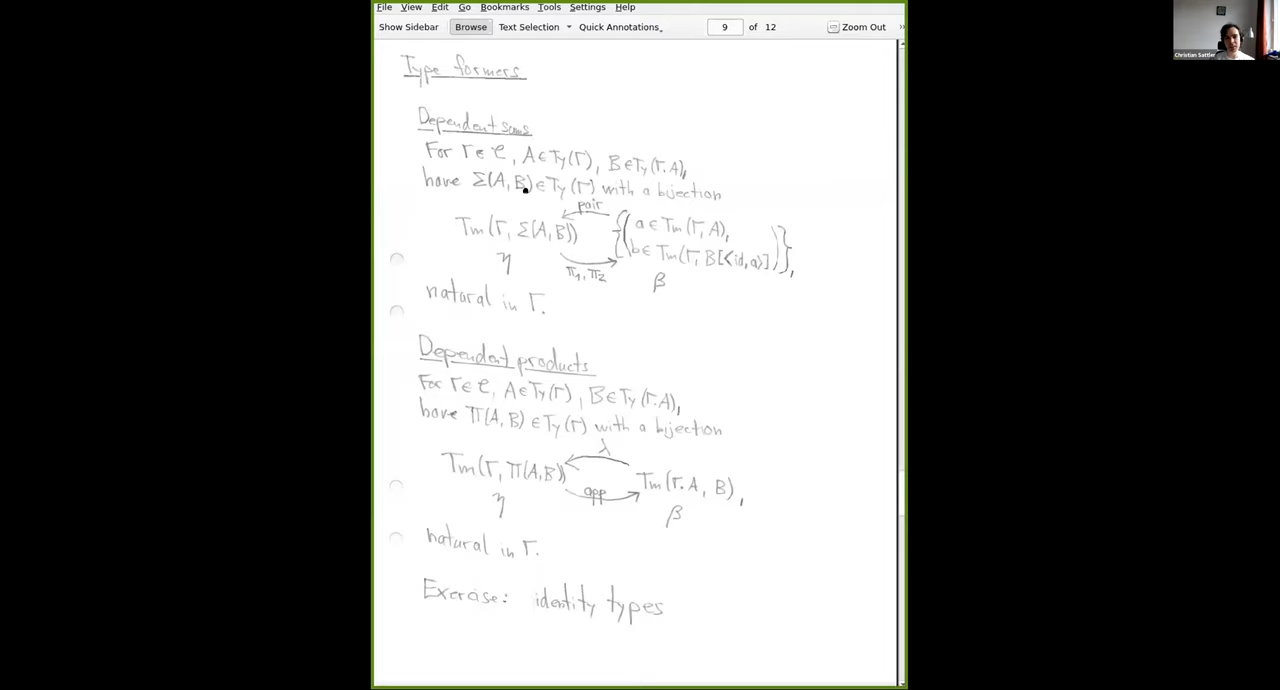 File View Edit Go Bookmarks Tools Settings Help
Show Sidebar Browse Text Selection Quick Annotations 9 of 12 Zoom Out
Christian Sattler
Type formers
Dependent sums
For Γ ∈ 𝒞, A ∈ Ty(Γ), B ∈ Ty(Γ.A),
have Σ(A, B) ∈ Ty(Γ) with a bijection
pair
Tm(Γ, Σ(A,B)) {(a ∈ Tm(Γ, A),
b ∈ Tm(Γ, B[<id,a>])},
η π1, π2 β
natural in Γ.
Dependent products
For Γ ∈ 𝒞, A ∈ Ty(Γ), B ∈ Ty(Γ.A),
have Π(A, B) ∈ Ty(Γ) with a bijection
λ
Tm(Γ, Π(A,B)) app Tm(Γ.A, B),
η β
natural in Γ.
Exercise: identity types